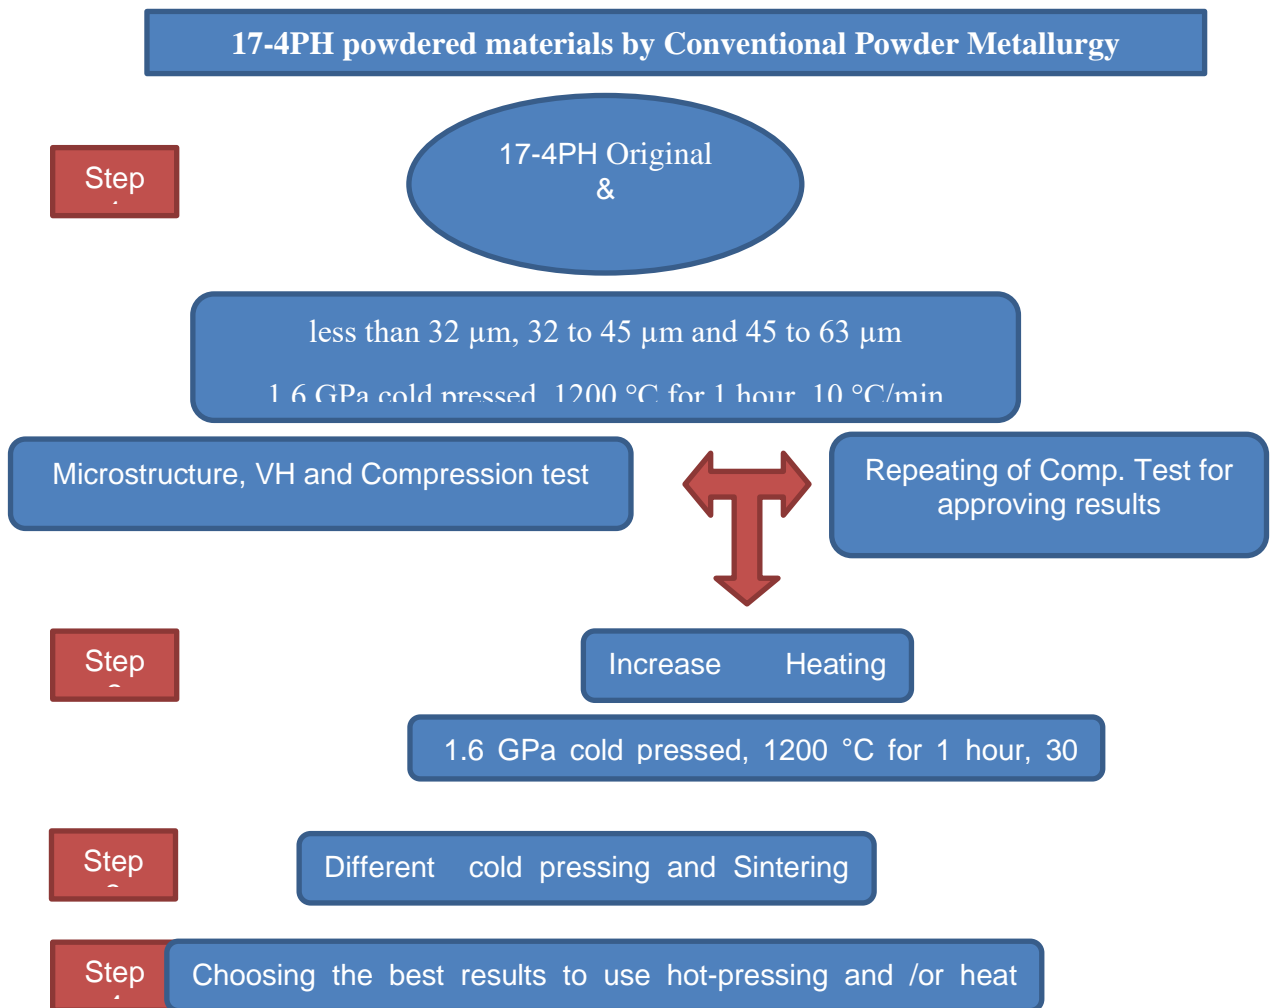 17-4PH powdered materials by Conventional Powder Metallurgy
17-4PH Original
&
Step
less than 32 µm, 32 to 45 µm and 45 to 63 µm
1.6 GPa cold pressed, 1200 °C for 1 hour, 10 °C/min
Microstructure, VH and Compression test
Repeating of Comp. Test for
approving results
Step
Increase Heating
1.6 GPa cold pressed, 1200 °C for 1 hour, 30
Step
Different cold pressing and Sintering
Step
Choosing the best results to use hot-pressing and /or heat